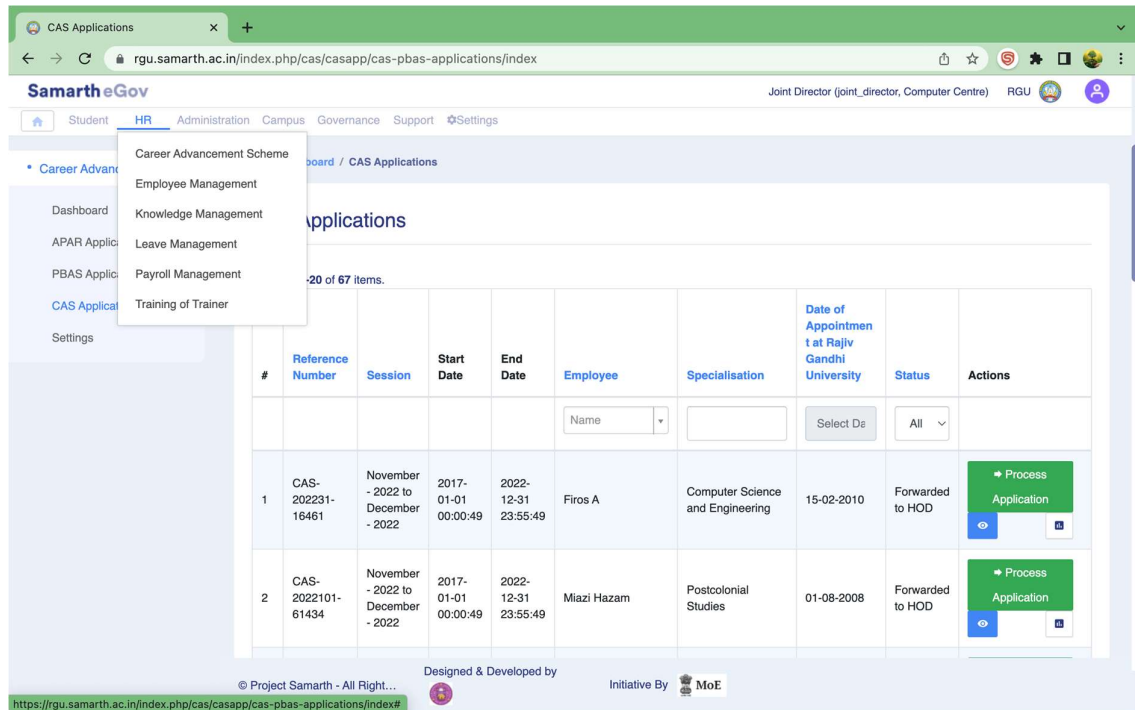 CAS Applications
rgu.samarth.ac.in/index.php/cas/casapp/cas-pbas-applications/index
Samarth eGov
Joint Director (joint_director, Computer Centre) RGU
Student HR Administration Campus Governance Support Settings
Career Advancement Scheme
Employee Management
Knowledge Management
Leave Management
Payroll Management
Training of Trainer
Career Advanc
Dashboard
APAR Applic
PBAS Applic
CAS Applicat
Settings
board / CAS Applications
Applications
-20 of 67 items.
#
Reference
Number
Session
Start
Date
End
Date
Employee
Specialisation
Date of
Appointmen
t at Rajiv
Gandhi
University
Status
Actions
Name
Select Da
All
1
CAS-
202231-
16461
November
- 2022 to
December
- 2022
2017-
01-01
00:00:49
2022-
12-31
23:55:49
Firos A
Computer Science
and Engineering
15-02-2010
Forwarded
to HOD
Process
Application
2
CAS-
2022101-
61434
November
- 2022 to
December
- 2022
2017-
01-01
00:00:49
2022-
12-31
23:55:49
Miazi Hazam
Postcolonial
Studies
01-08-2008
Forwarded
to HOD
Process
Application
© Project Samarth - All Right...
Designed & Developed by
Initiative By
MoE
https://rgu.samarth.ac.in/index.php/cas/casapp/cas-pbas-applications/index#